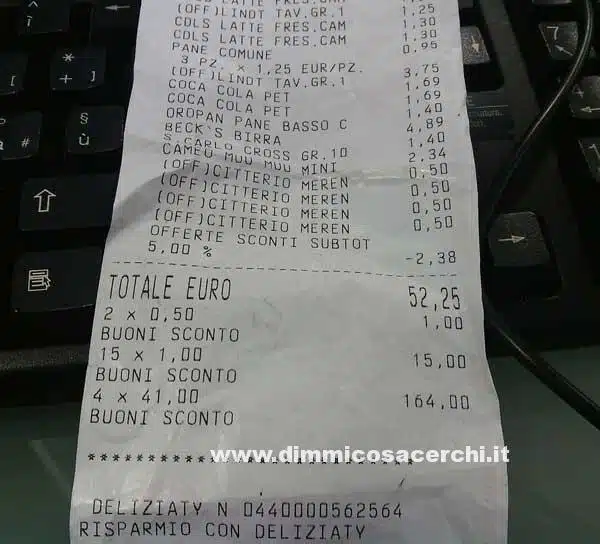 LATTE FRES.CAM
(OFF)LINDT TAV.GR.1 1,25
CDLS LATTE FRES.CAM 1,30
CDLS LATTE FRES.CAM 1,30
PANE COMUNE 0,95
3 PZ. x 1,25 EUR/PZ.
(OFF)LINDT TAV.GR.1 3,75
COCA COLA PET 1,69
COCA COLA PET 1,69
OROPAN PANE BASSO C 1,40
BECK'S BIRRA 4,89
S.CARLO CROSS GR.10 1,40
CAMEO MUU MUU MINI 2,34
(OFF)CITTERIO MEREN 0,50
(OFF)CITTERIO MEREN 0,50
(OFF)CITTERIO MEREN 0,50
(OFF)CITTERIO MEREN 0,50
OFFERTE SCONTI SUBTOT
5,00 % -2,38
TOTALE EURO 52,25
2 x 0,50
BUONI SCONTO 1,00
15 x 1,00
BUONI SCONTO 15,00
4 x 41,00
BUONI SCONTO 164,00
www.dimmicosacerchi.it
DELIZIATY N 0440000562564
RISPARMIO CON DELIZIATY